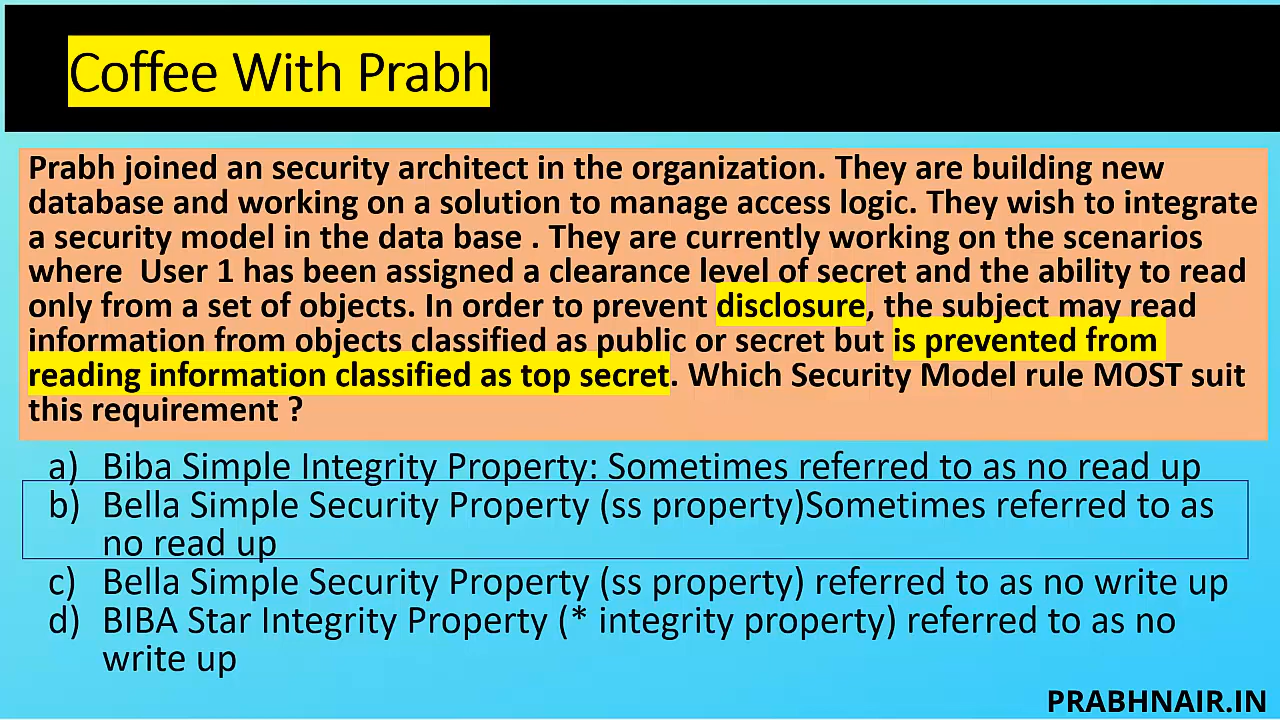 Coffee With Prabh
Prabh joined an security architect in the organization. They are building new
database and working on a solution to manage access logic. They wish to integrate
a security model in the data base . They are currently working on the scenarios
where User 1 has been assigned a clearance level of secret and the ability to read
only from a set of objects. In order to prevent disclosure, the subject may read
information from objects classified as public or secret but is prevented from
reading information classified as top secret. Which Security Model rule MOST suit
this requirement ?
a) Biba Simple Integrity Property: Sometimes referred to as no read up
b) Bella Simple Security Property (ss property)Sometimes referred to as
no read up
c) Bella Simple Security Property (ss property) referred to as no write up
d) BIBA Star Integrity Property (* integrity property) referred to as no
write up
PRABHNAIR.IN